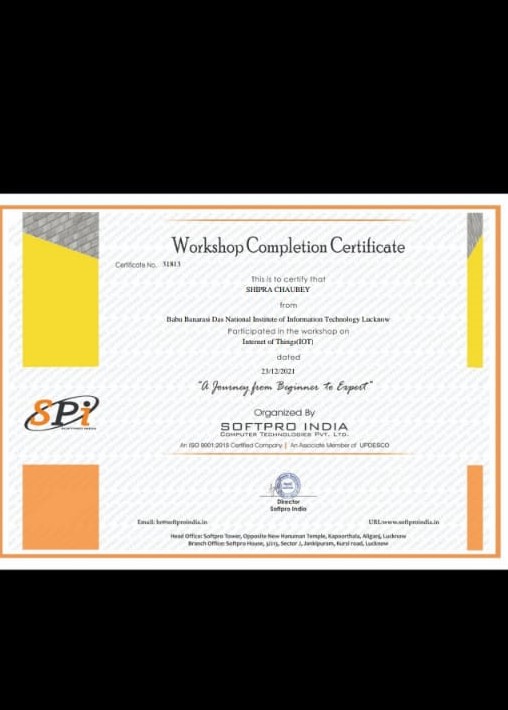 Workshop Completion Certificate
Certificate No. 31813
This is to certify that
SHIPRA CHAUBEY
from
Babu Banarasi Das National Institute of Information Technology Lucknow
Participated in the workshop on
Internet of Things(IOT)
dated
23/12/2021
"A Journey from Beginner to Expert"
SPi
SOFTPRO INDIA
Organized By
SOFTPRO INDIA
COMPUTER TECHNOLOGIES PVT. LTD.
An ISO 9001:2015 Certified Company | An Associate Member of UPDESCO
Director
Softpro India
Email: hr@softproindia.in
URL:www.softproindia.in
Head Office: Softpro Tower, Opposite New Hanuman Temple, Kapoorthala, Aliganj, Lucknow
Branch Office: Softpro House, Sector J, Jankipuram, Kursi road, Lucknow